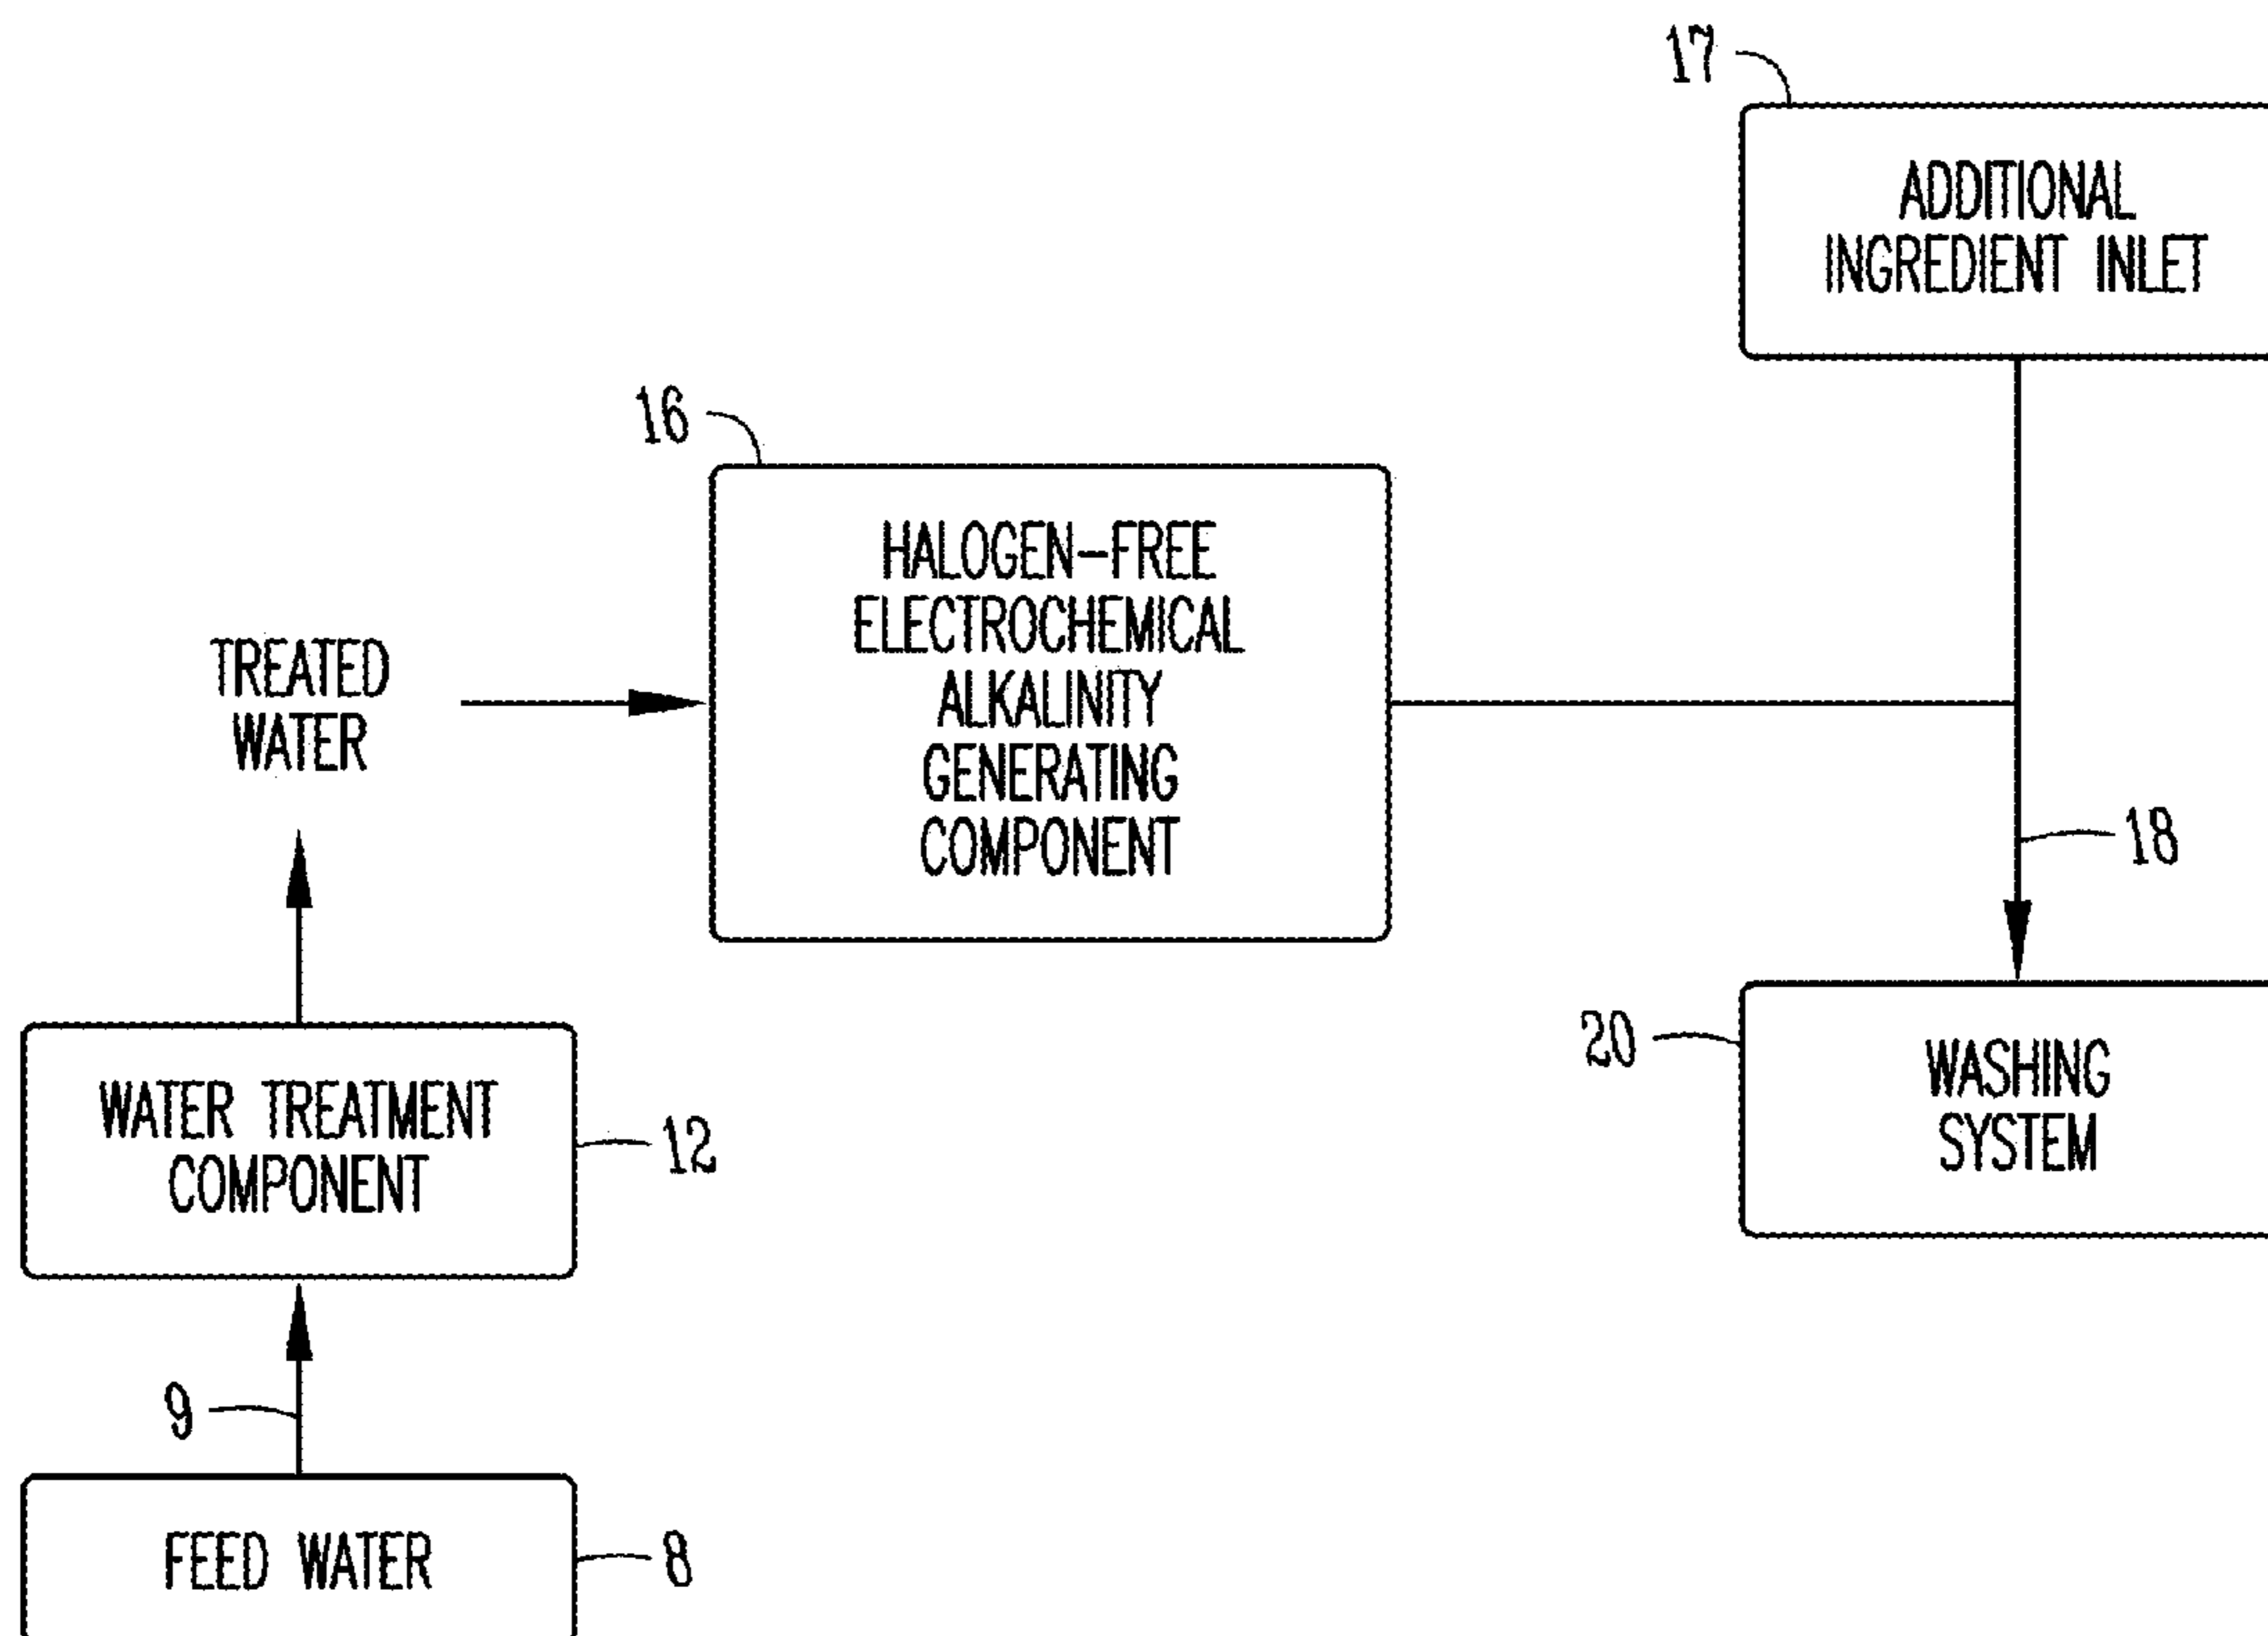 17
ADDITIONAL
INGREDIENT INLET
16
HALOGEN-FREE
ELECTROCHEMICAL
ALKALINITY
GENERATING
COMPONENT
TREATED
WATER
18
20
WASHING
SYSTEM
WATER TREATMENT
COMPONENT
12
9
FEED WATER
8